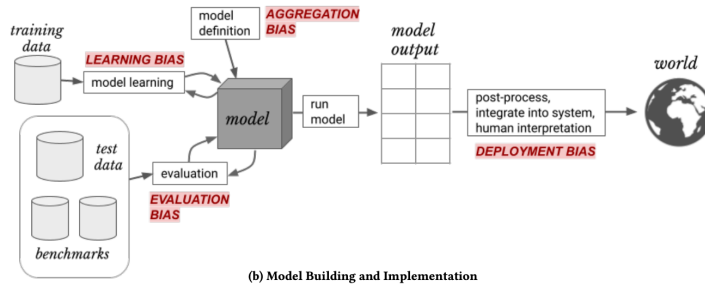 training
data
LEARNING BIAS
model learning
model
definition
AGGREGATION
BIAS
model
run
model
model
output
post-process,
integrate into system,
human interpretation
DEPLOYMENT BIAS
world
test
data
benchmarks
evaluation
EVALUATION
BIAS
(b) Model Building and Implementation